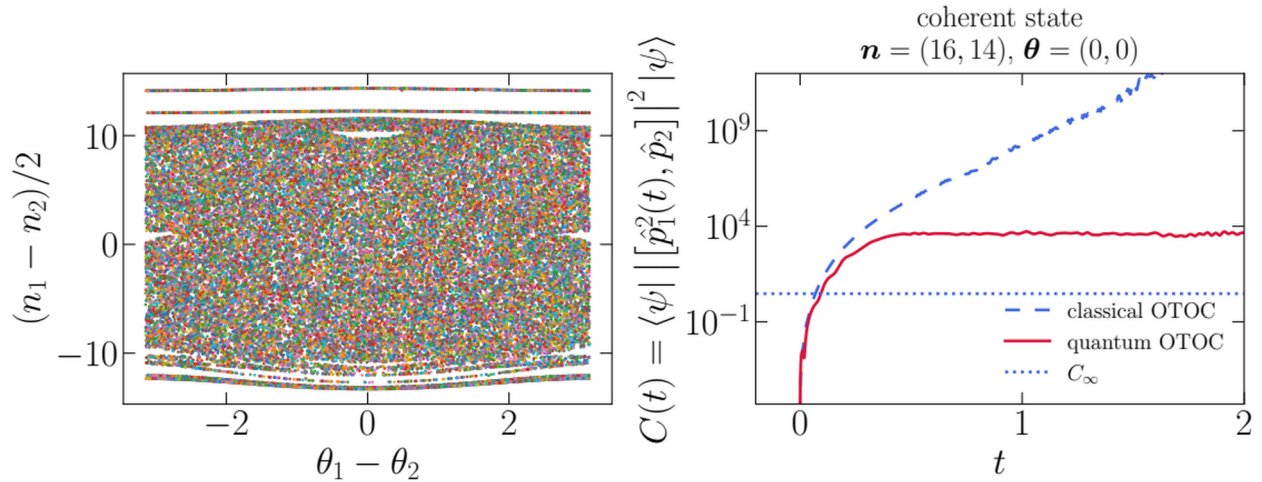 (n₁ − n₂)/2
10
0
−10
−2
0
2
θ₁ − θ₂
coherent state
n = (16, 14), θ = (0, 0)
C(t) = ⟨ψ| |[p̂₁²(t), p̂₂]|² |ψ⟩
10⁹
10⁴
10⁻¹
classical OTOC
quantum OTOC
C∞
0
1
2
t